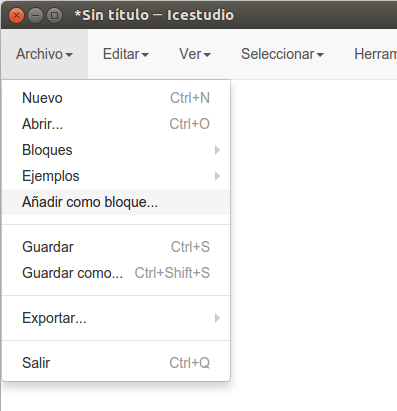 *Sin título – Icestudio
Archivo Editar Ver Seleccionar Herram
Nuevo Ctrl+N
Abrir... Ctrl+O
Bloques
Ejemplos
Añadir como bloque...
Guardar Ctrl+S
Guardar como... Ctrl+Shift+S
Exportar...
Salir Ctrl+Q